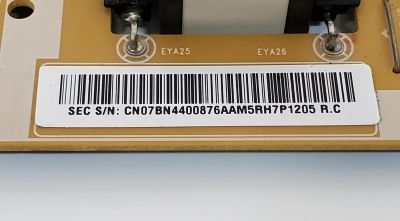 EYA25 EYA26
SEC S/N: CN07BN4400876AAM5RH7P1205 R.C